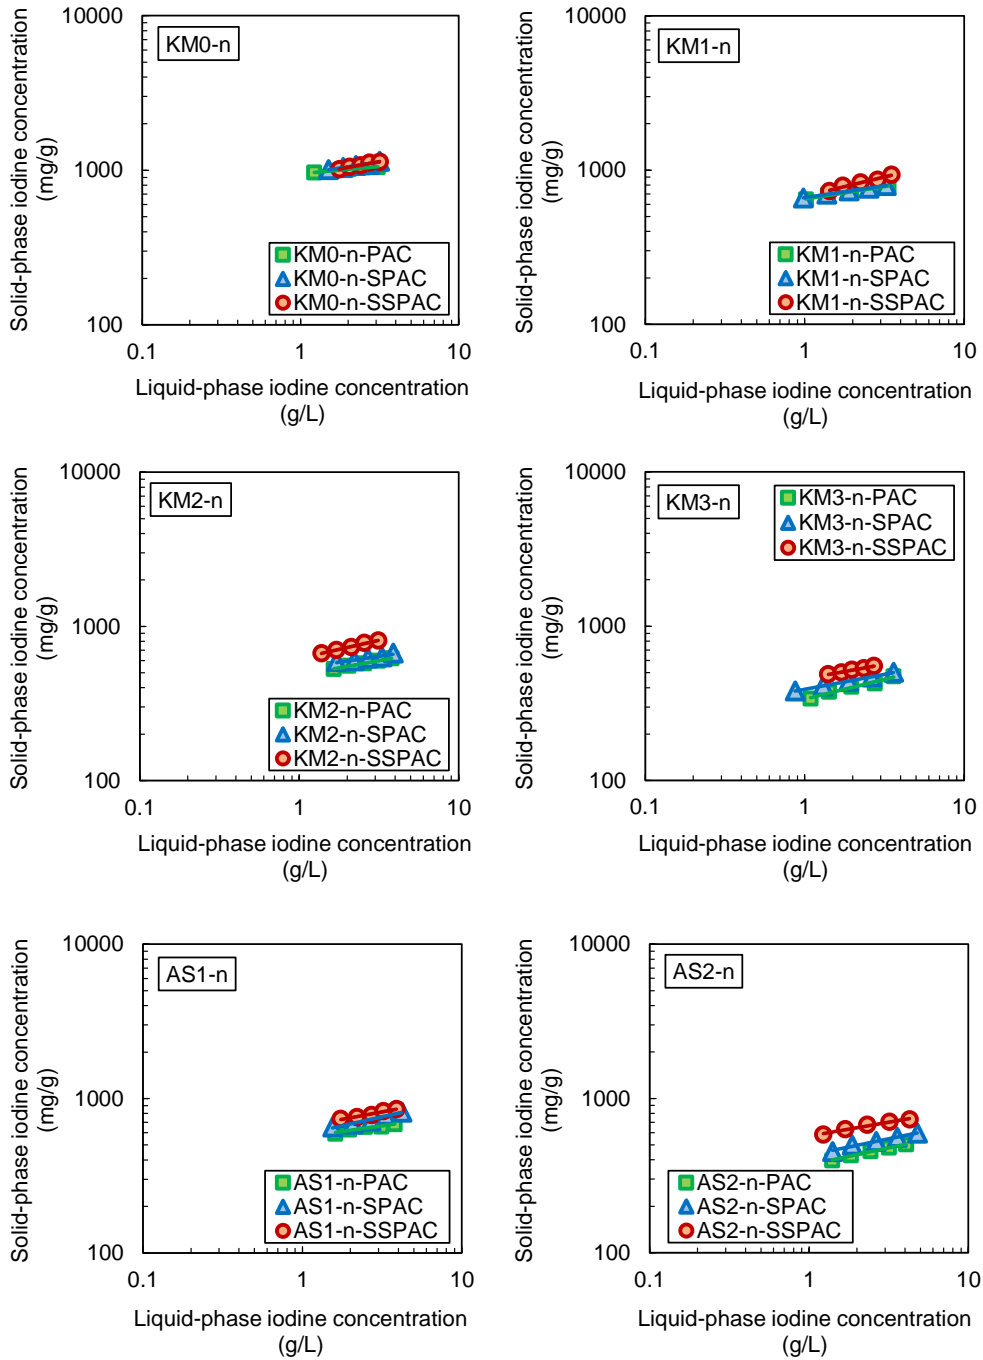 KM0-n
Solid-phase iodine concentration
(mg/g)
10000
1000
100
KM0-n-PAC
KM0-n-SPAC
KM0-n-SSPAC
0.1
1
10
Liquid-phase iodine concentration
(g/L)
KM1-n
Solid-phase iodine concentration
(mg/g)
10000
1000
100
KM1-n-PAC
KM1-n-SPAC
KM1-n-SSPAC
0.1
1
10
Liquid-phase iodine concentration
(g/L)
KM2-n
Solid-phase iodine concentration
(mg/g)
10000
1000
100
KM2-n-PAC
KM2-n-SPAC
KM2-n-SSPAC
0.1
1
10
Liquid-phase iodine concentration
(g/L)
KM3-n
Solid-phase iodine concentration
(mg/g)
10000
1000
100
KM3-n-PAC
KM3-n-SPAC
KM3-n-SSPAC
0.1
1
10
Liquid-phase iodine concentration
(g/L)
AS1-n
Solid-phase iodine concentration
(mg/g)
10000
1000
100
AS1-n-PAC
AS1-n-SPAC
AS1-n-SSPAC
0.1
1
10
Liquid-phase iodine concentration
(g/L)
AS2-n
Solid-phase iodine concentration
(mg/g)
10000
1000
100
AS2-n-PAC
AS2-n-SPAC
AS2-n-SSPAC
0.1
1
10
Liquid-phase iodine concentration
(g/L)